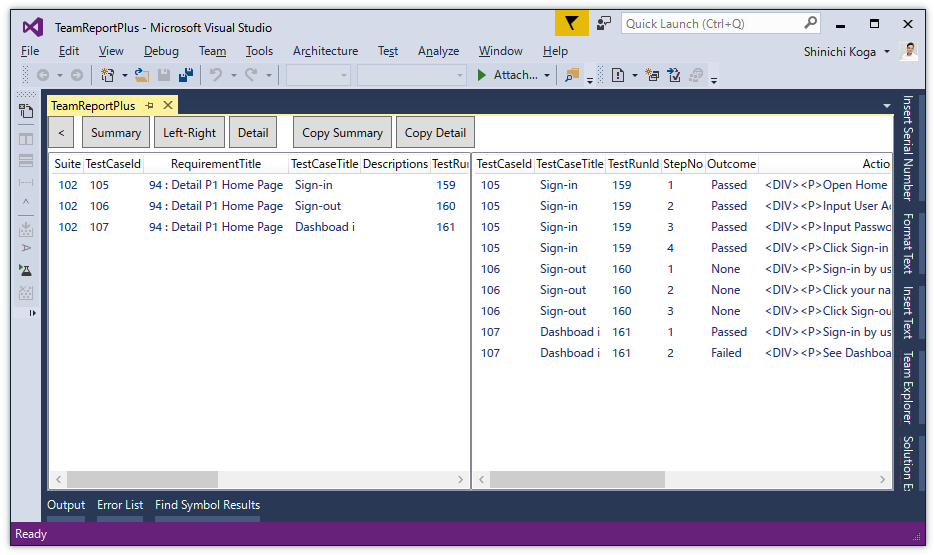 TeamReportPlus - Microsoft Visual Studio
Quick Launch (Ctrl+Q)
File Edit View Debug Team Tools Architecture Test Analyze Window Help
Shinichi Koga
Attach...
TeamReportPlus
< Summary Left-Right Detail Copy Summary Copy Detail
Suite TestCaseId RequirementTitle TestCaseTitle Descriptions TestRu
102 105 94 : Detail P1 Home Page Sign-in 159
102 106 94 : Detail P1 Home Page Sign-out 160
102 107 94 : Detail P1 Home Page Dashboad i 161
TestCaseId TestCaseTitle TestRunId StepNo Outcome Actio
105 Sign-in 159 1 Passed <DIV><P>Open Home
105 Sign-in 159 2 Passed <DIV><P>Input User Ac
105 Sign-in 159 3 Passed <DIV><P>Input Passwo
105 Sign-in 159 4 Passed <DIV><P>Click Sign-in
106 Sign-out 160 1 None <DIV><P>Sign-in by us
106 Sign-out 160 2 None <DIV><P>Click your na
106 Sign-out 160 3 None <DIV><P>Click Sign-ou
107 Dashboad i 161 1 Passed <DIV><P>Sign-in by us
107 Dashboad i 161 2 Failed <DIV><P>See Dashboa
Insert Serial Number
Format Text
Insert Text
Team Explorer
Solution E
Output Error List Find Symbol Results
Ready